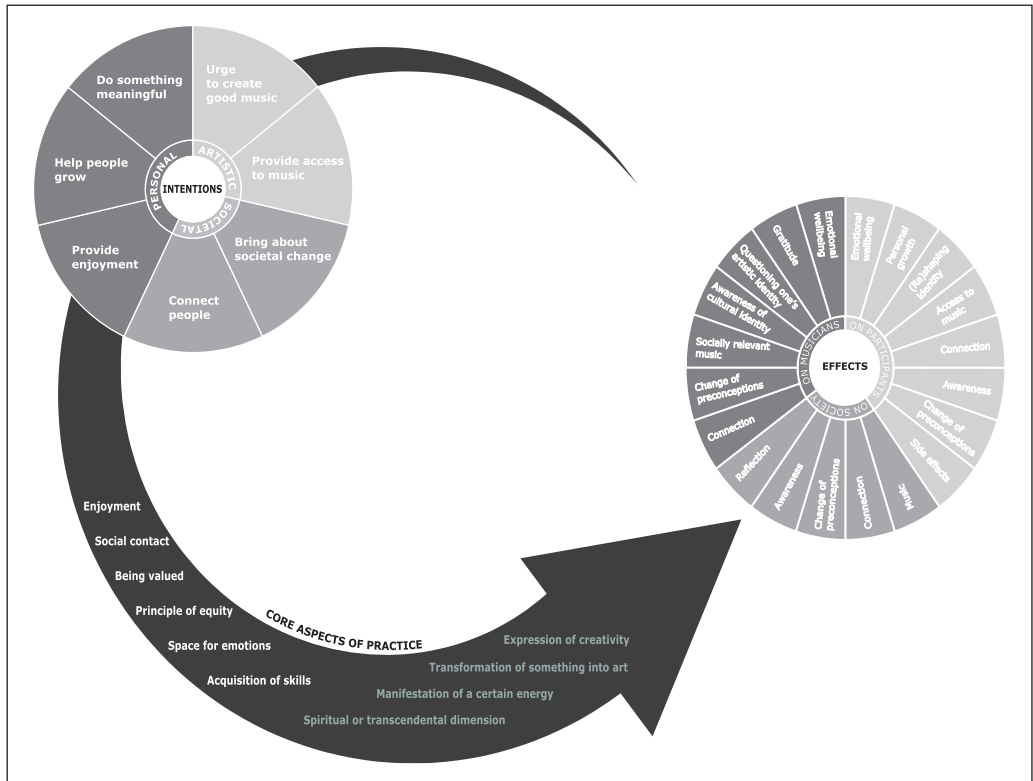 Do something
meaningful
Urge
to create
good music
Help people
grow
Provide access
to music
PERSONAL
ARTISTIC
SOCIETAL
INTENTIONS
Provide
enjoyment
Bring about
societal change
Connect
people
Emotional
wellbeing
Gratitude
Questioning one's
artistic identity
Awareness of
cultural identity
Socially relevant
music
Change of
preconceptions
Connection
Emotional
wellbeing
Personal
growth
(Re)shaping
identity
Access to
music
Connection
Awareness
Change of
preconceptions
Side effects
ON MUSICIANS
ON PARTICIPANTS
ON SOCIETY
EFFECTS
Reflection
Awareness
Change of
preconceptions
Connection
Music
Enjoyment
Social contact
Being valued
Principle of equity
Space for emotions
Acquisition of skills
CORE ASPECTS OF PRACTICE
Expression of creativity
Transformation of something into art
Manifestation of a certain energy
Spiritual or transcendental dimension